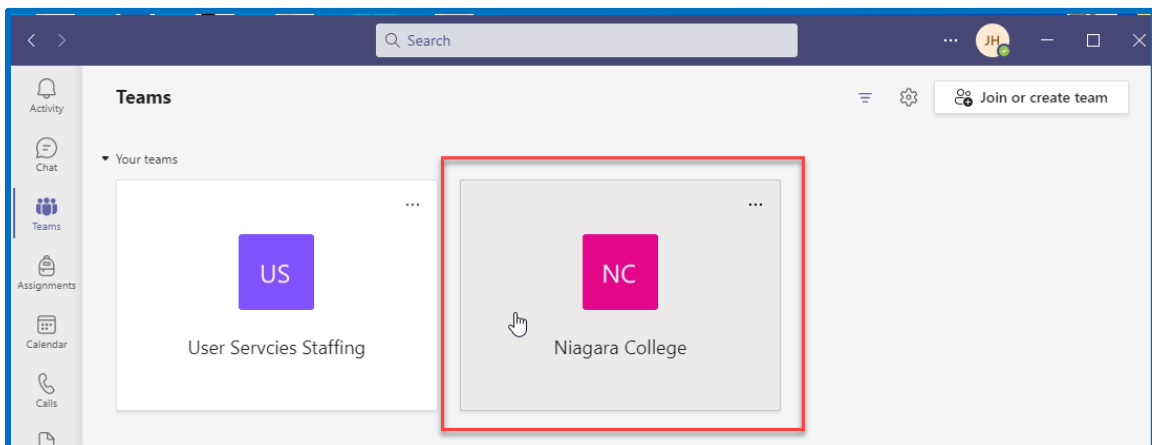 Search
JH
Activity
Chat
Teams
Assignments
Calendar
Calls
Teams
Join or create team
Your teams
US
User Servcies Staffing
NC
Niagara College